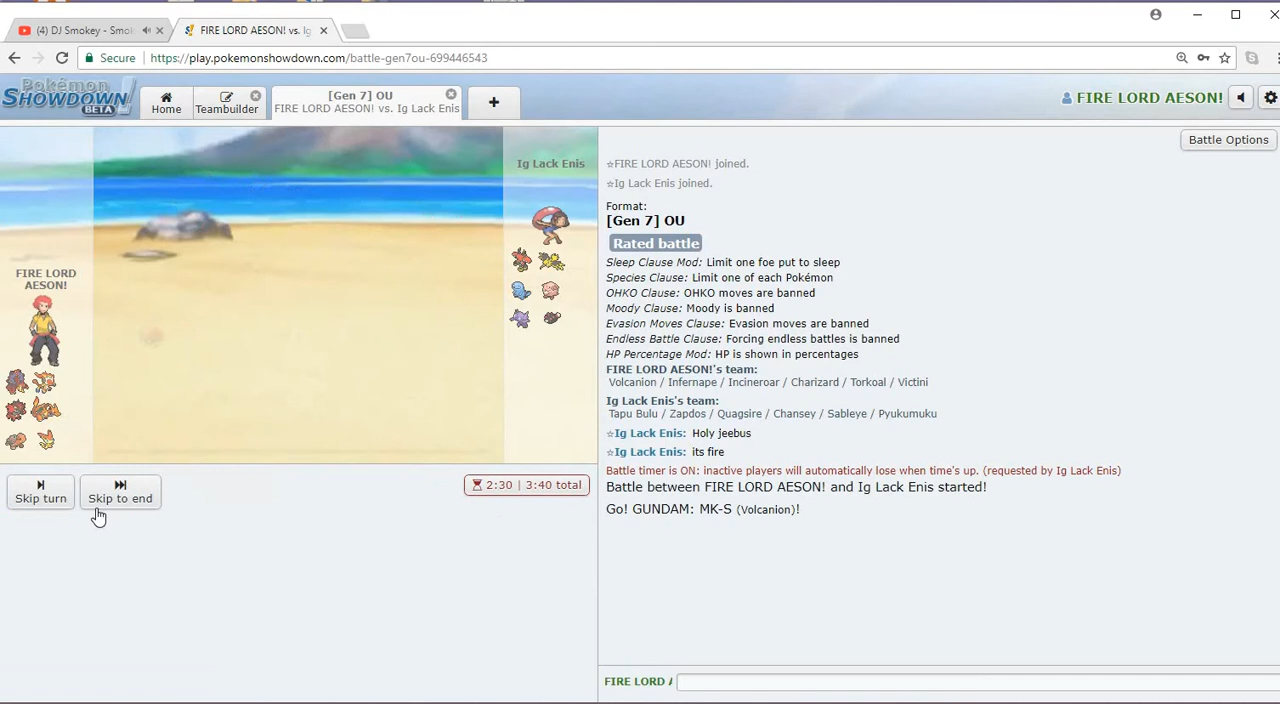 (4) DJ Smokey - Smok
FIRE LORD AESON! vs. Ig
Secure
https://play.pokemonshowdown.com/battle-gen7ou-699446543
Pokémon
SHOWDOWN!
BETA
Home
Teambuilder
[Gen 7] OU
FIRE LORD AESON! vs. Ig Lack Enis
+
FIRE LORD AESON!
Battle Options
Ig Lack Enis
FIRE LORD
AESON!
☆FIRE LORD AESON! joined.
☆Ig Lack Enis joined.
Format:
[Gen 7] OU
Rated battle
Sleep Clause Mod: Limit one foe put to sleep
Species Clause: Limit one of each Pokémon
OHKO Clause: OHKO moves are banned
Moody Clause: Moody is banned
Evasion Moves Clause: Evasion moves are banned
Endless Battle Clause: Forcing endless battles is banned
HP Percentage Mod: HP is shown in percentages
FIRE LORD AESON!'s team:
Volcanion / Infernape / Incineroar / Charizard / Torkoal / Victini
Ig Lack Enis's team:
Tapu Bulu / Zapdos / Quagsire / Chansey / Sableye / Pyukumuku
☆Ig Lack Enis: Holy jeebus
☆Ig Lack Enis: its fire
Battle timer is ON: inactive players will automatically lose when time's up. (requested by Ig Lack Enis)
Battle between FIRE LORD AESON! and Ig Lack Enis started!
Go! GUNDAM: MK-S (Volcanion)!
Skip turn
Skip to end
2:30 | 3:40 total
FIRE LORD A